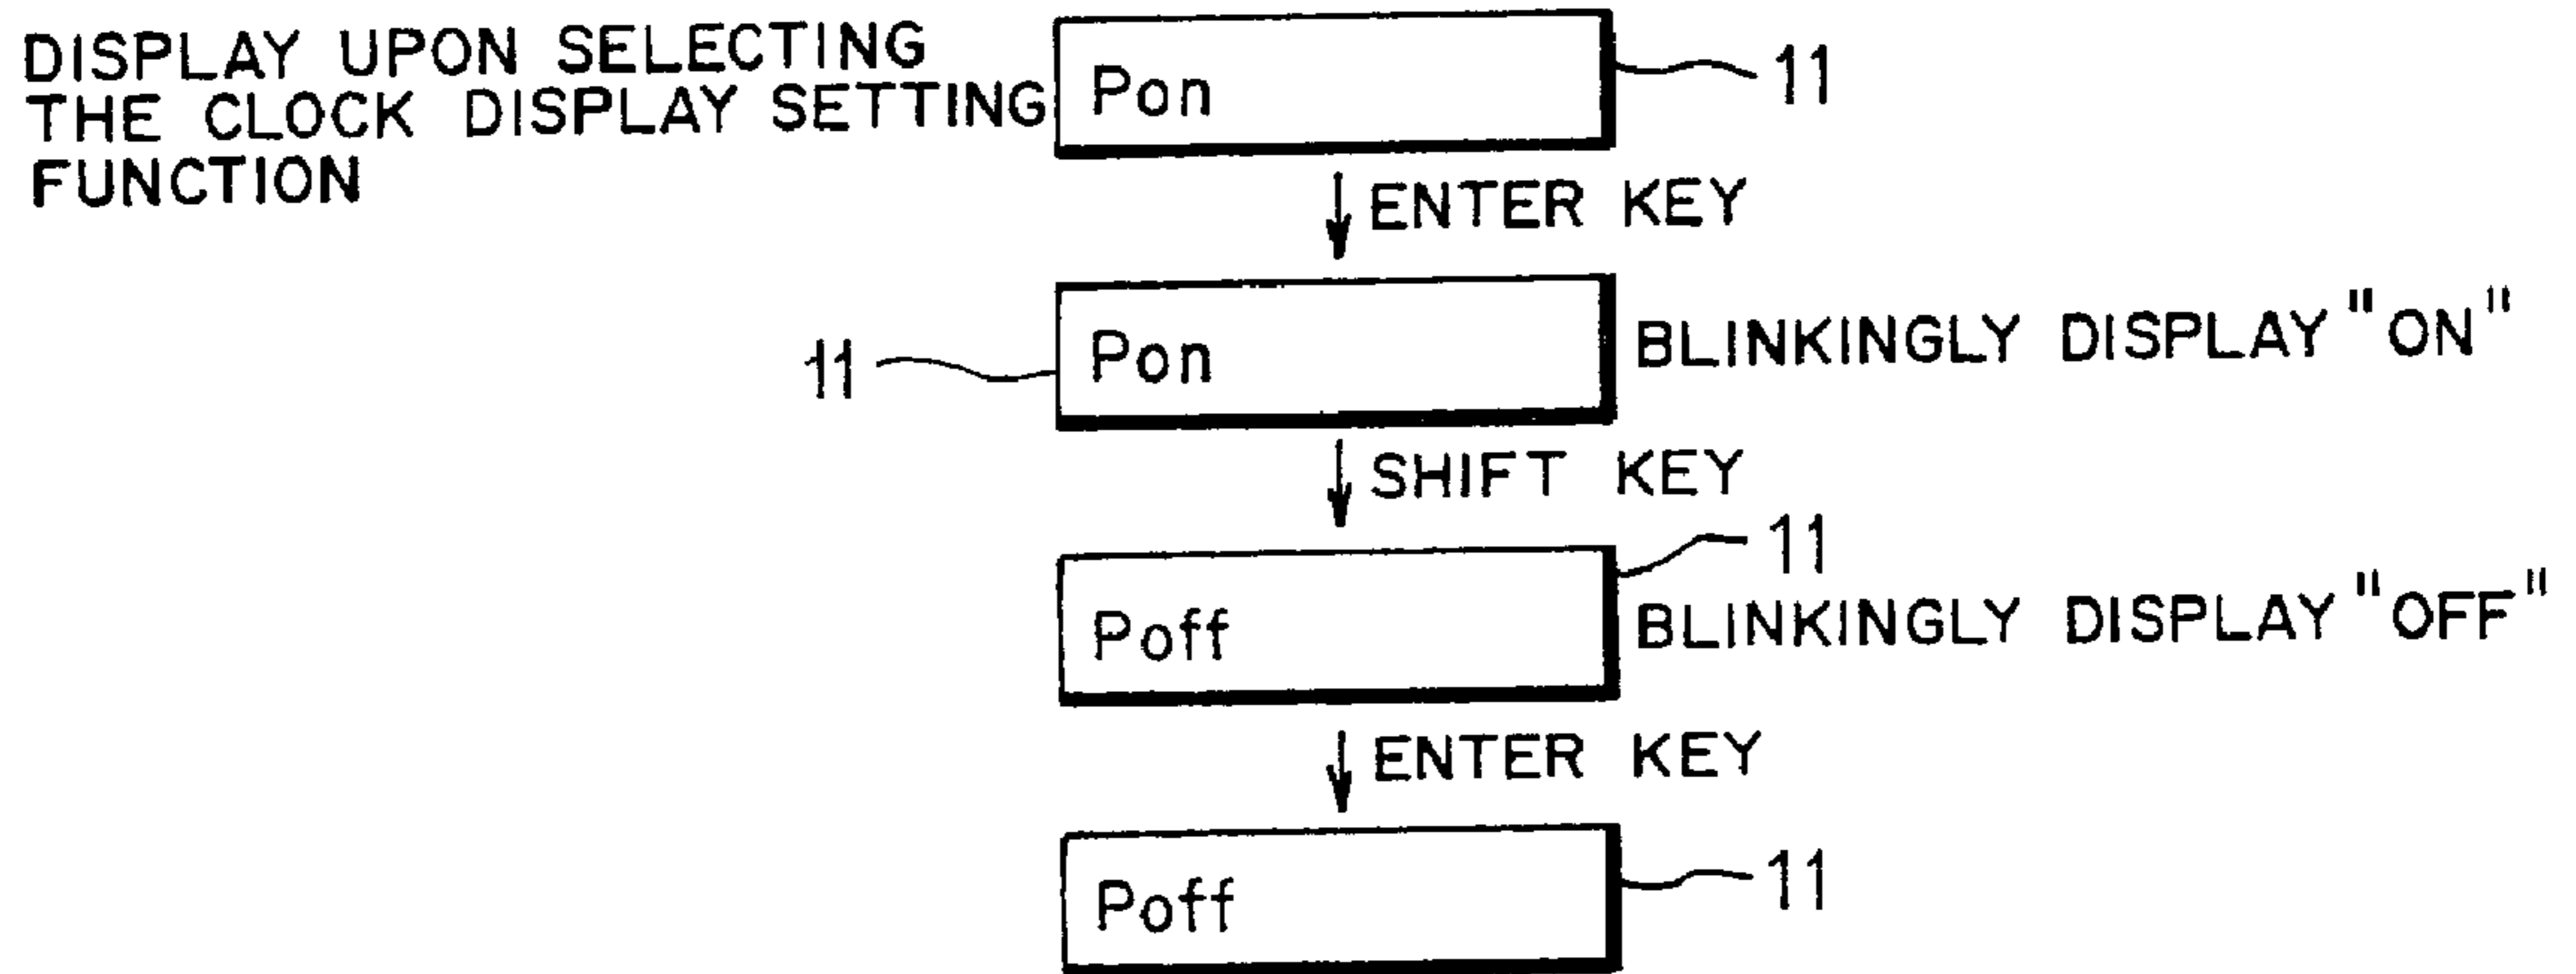 DISPLAY UPON SELECTING
THE CLOCK DISPLAY SETTING
FUNCTION
Pon
11
ENTER KEY
11
Pon
BLINKINGLY DISPLAY "ON"
SHIFT KEY
11
Poff
BLINKINGLY DISPLAY "OFF"
ENTER KEY
Poff
11